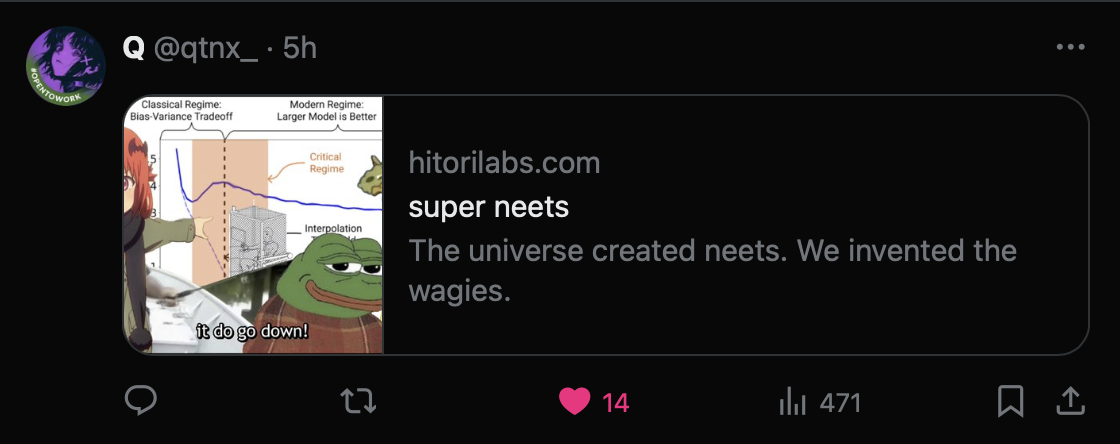 Q @qtnx_ · 5h
#OPENTOWORK
Classical Regime:
Bias-Variance Tradeoff
Modern Regime:
Larger Model is Better
Critical
Regime
5
4
3
1
Interpolation
it do go down!
hitorilabs.com
super neets
The universe created neets. We invented the
wagies.
14
471